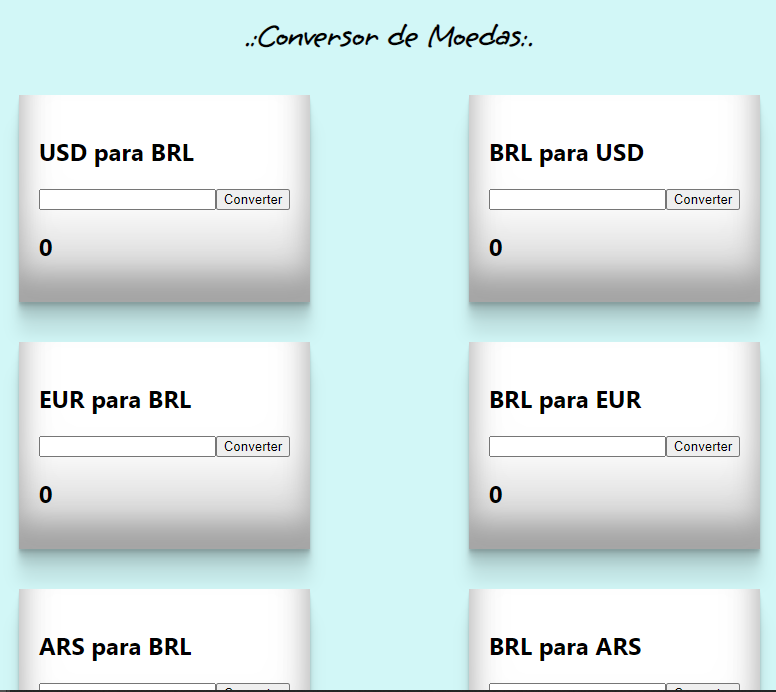 .:Conversor de Moedas:.
USD para BRL
BRL para USD
Converter
Converter
0
0
EUR para BRL
BRL para EUR
Converter
Converter
0
0
ARS para BRL
BRL para ARS